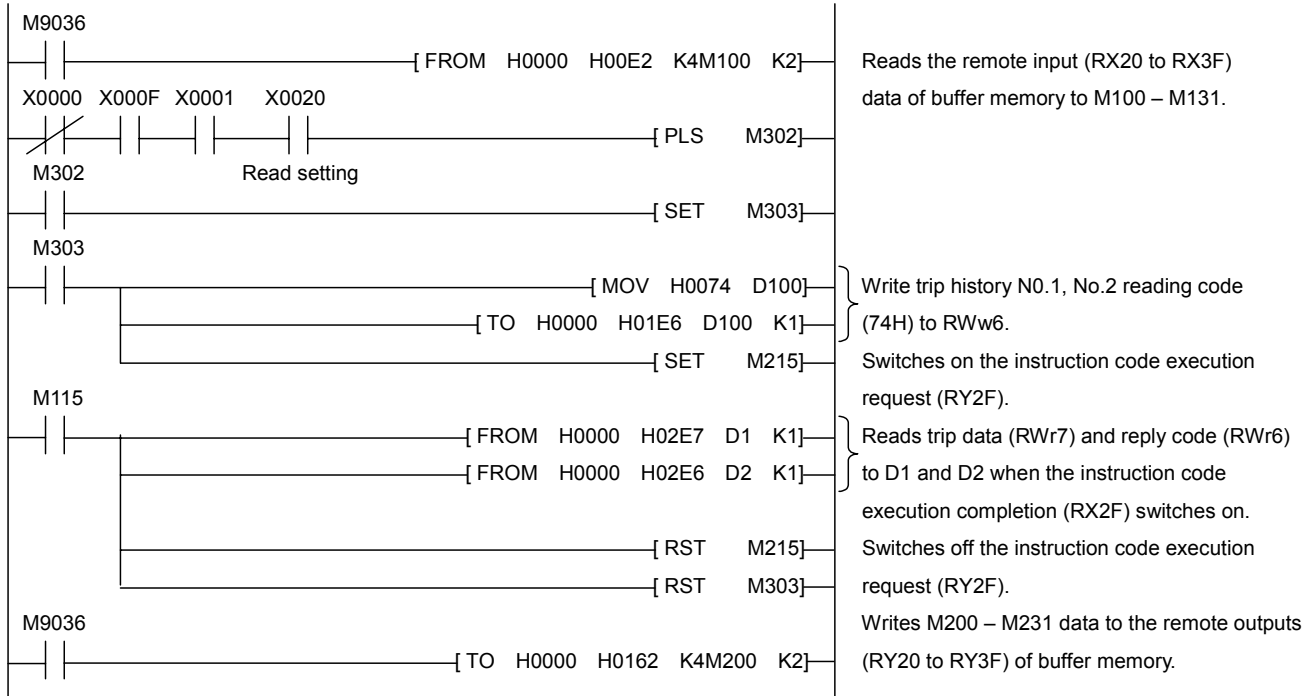 M9036
[ FROM H0000 H00E2 K4M100 K2] Reads the remote input (RX20 to RX3F)
X0000 X000F X0001 X0020 data of buffer memory to M100 – M131.
[ PLS M302]
M302 Read setting
[ SET M303]
M303
[ MOV H0074 D100] Write trip history N0.1, No.2 reading code
[ TO H0000 H01E6 D100 K1] (74H) to RWw6.
[ SET M215] Switches on the instruction code execution
M115 request (RY2F).
[ FROM H0000 H02E7 D1 K1] Reads trip data (RWr7) and reply code (RWr6)
[ FROM H0000 H02E6 D2 K1] to D1 and D2 when the instruction code
execution completion (RX2F) switches on.
[ RST M215] Switches off the instruction code execution
[ RST M303] request (RY2F).
M9036 Writes M200 – M231 data to the remote outputs
[ TO H0000 H0162 K4M200 K2] (RY20 to RY3F) of buffer memory.